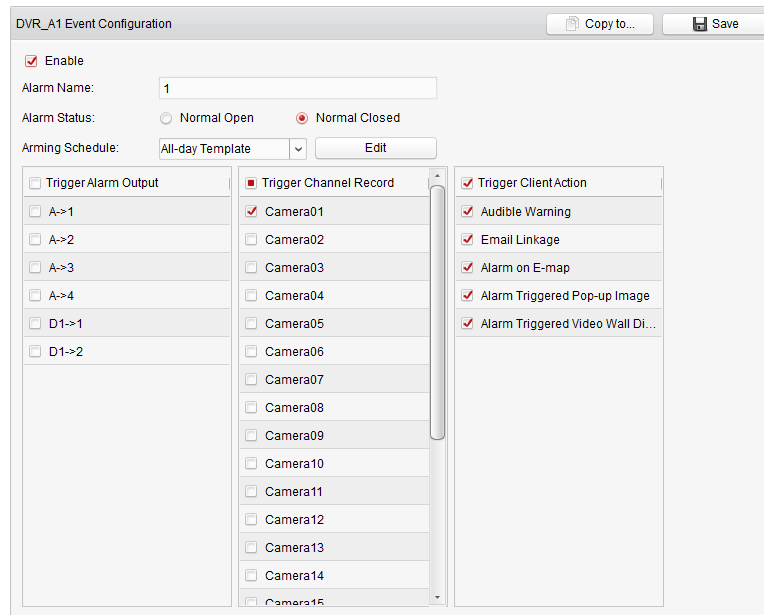 DVR_A1 Event Configuration
Copy to...
Save
Enable
Alarm Name: 1
Alarm Status: Normal Open Normal Closed
Arming Schedule: All-day Template Edit
Trigger Alarm Output
A->1
A->2
A->3
A->4
D1->1
D1->2
Trigger Channel Record
Camera01
Camera02
Camera03
Camera04
Camera05
Camera06
Camera07
Camera08
Camera09
Camera10
Camera11
Camera12
Camera13
Camera14
Camera15
Trigger Client Action
Audible Warning
Email Linkage
Alarm on E-map
Alarm Triggered Pop-up Image
Alarm Triggered Video Wall Di...